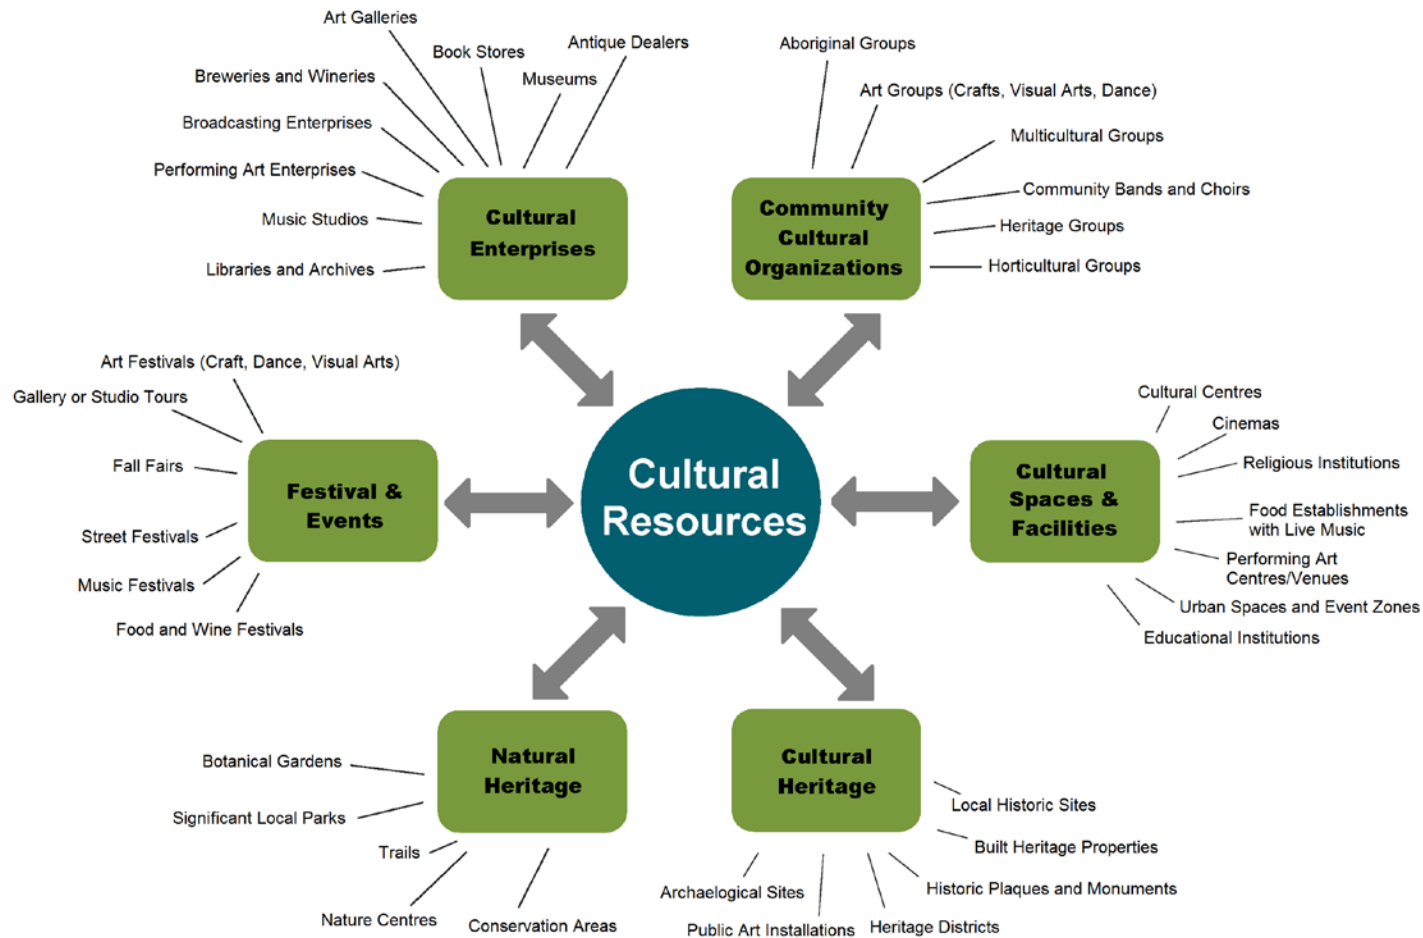 Art Galleries
Book Stores
Antique Dealers
Breweries and Wineries
Museums
Broadcasting Enterprises
Performing Art Enterprises
Music Studios
Libraries and Archives
Cultural
Enterprises
Aboriginal Groups
Art Groups (Crafts, Visual Arts, Dance)
Multicultural Groups
Community Bands and Choirs
Heritage Groups
Horticultural Groups
Community
Cultural
Organizations
Art Festivals (Craft, Dance, Visual Arts)
Gallery or Studio Tours
Fall Fairs
Street Festivals
Music Festivals
Food and Wine Festivals
Festival &
Events
Cultural
Resources
Cultural
Spaces &
Facilities
Cultural Centres
Cinemas
Religious Institutions
Food Establishments
with Live Music
Performing Art
Centres/Venues
Urban Spaces and Event Zones
Educational Institutions
Natural
Heritage
Botanical Gardens
Significant Local Parks
Trails
Nature Centres
Conservation Areas
Cultural
Heritage
Local Historic Sites
Built Heritage Properties
Historic Plaques and Monuments
Archaelogical Sites
Public Art Installations
Heritage Districts